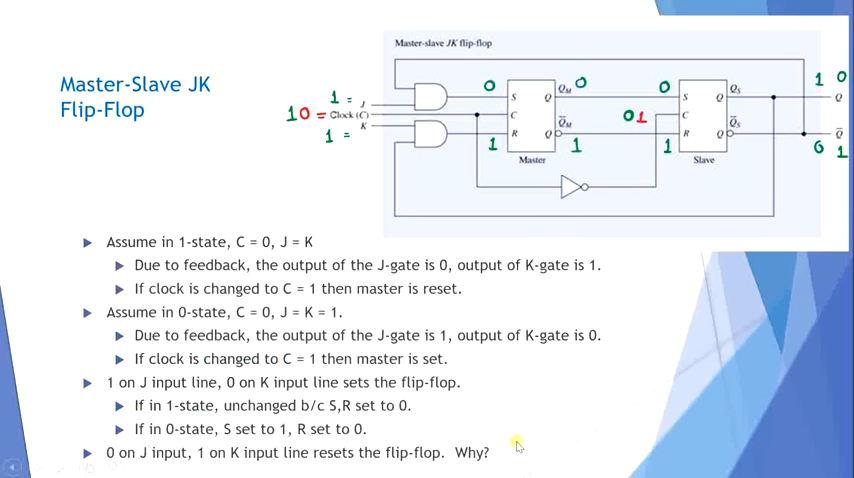 Master-Slave JK
Flip-Flop
Master-slave JK flip-flop
1 = J
10 = Clock (C)
1 = K
0 S Q Q_M 0
C Q̅_M
1 R Q 1
Master
0 S Q Q_S 1 0
01 C Q̅_S Q
1 R Q Q̅
0 1
Slave
Assume in 1-state, C = 0, J = K
Due to feedback, the output of the J-gate is 0, output of K-gate is 1.
If clock is changed to C = 1 then master is reset.
Assume in 0-state, C = 0, J = K = 1.
Due to feedback, the output of the J-gate is 1, output of K-gate is 0.
If clock is changed to C = 1 then master is set.
1 on J input line, 0 on K input line sets the flip-flop.
If in 1-state, unchanged b/c S,R set to 0.
If in 0-state, S set to 1, R set to 0.
0 on J input, 1 on K input line resets the flip-flop. Why?